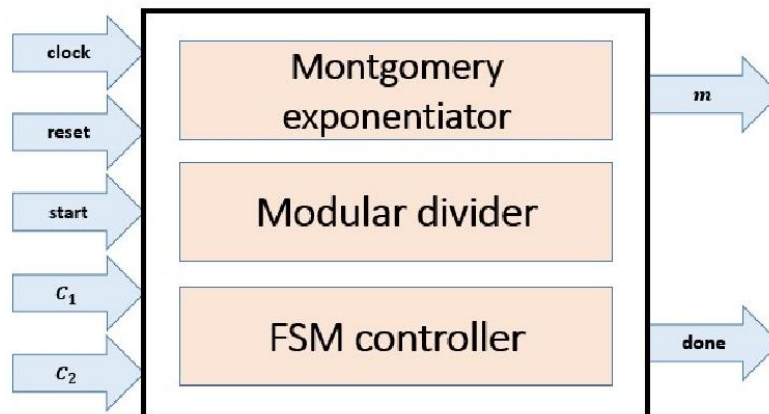 clock
reset
start
C₁
C₂
Montgomery
exponentiator
Modular divider
FSM controller
m
done